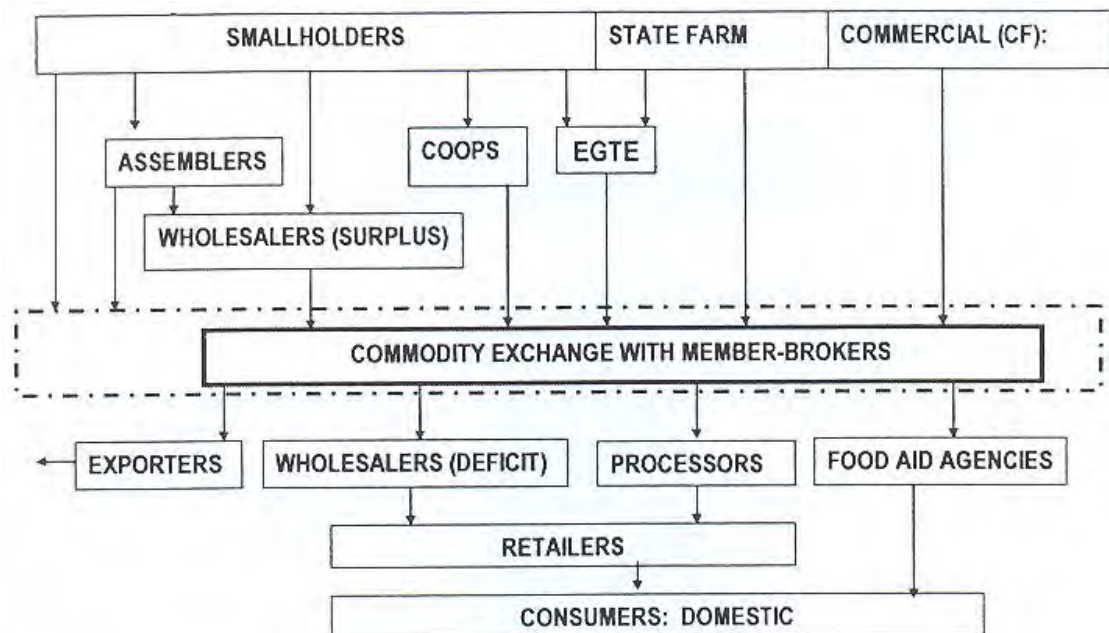 SMALLHOLDERS
STATE FARM
COMMERCIAL (CF):
ASSEMBLERS
COOPS
EGTE
WHOLESALERS (SURPLUS)
COMMODITY EXCHANGE WITH MEMBER-BROKERS
EXPORTERS
WHOLESALERS (DEFICIT)
PROCESSORS
FOOD AID AGENCIES
RETAILERS
CONSUMERS: DOMESTIC